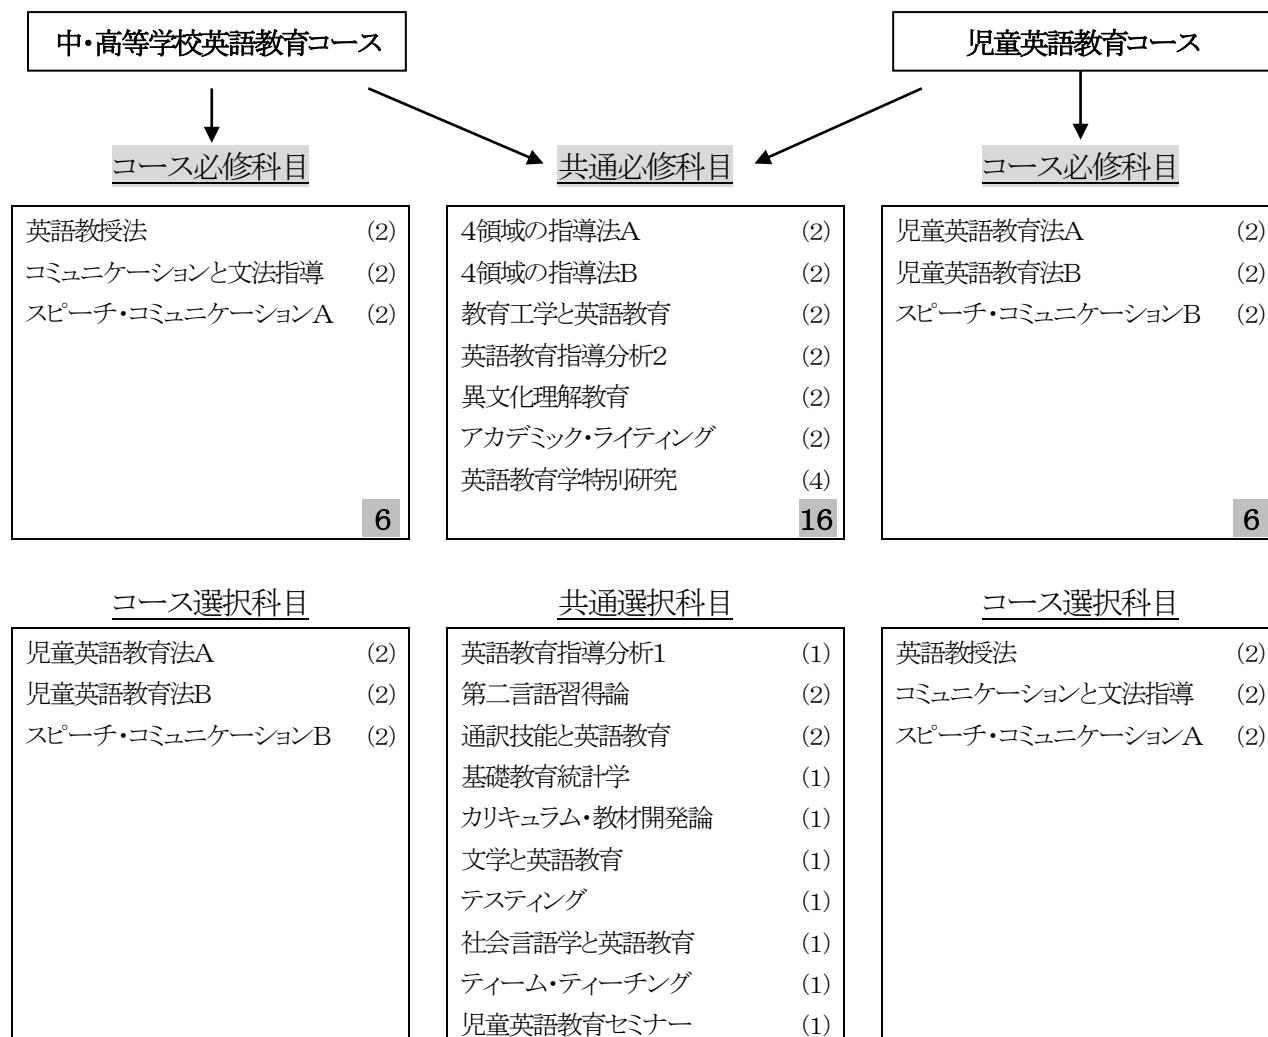 中・高等学校英語教育コース
児童英語教育コース
コース必修科目
共通必修科目
コース必修科目
英語教授法 (2)
コミュニケーションと文法指導 (2)
スピーチ・コミュニケーションA (2)
6
4領域の指導法A (2)
4領域の指導法B (2)
教育工学と英語教育 (2)
英語教育指導分析2 (2)
異文化理解教育 (2)
アカデミック・ライティング (2)
英語教育学特別研究 (4)
16
児童英語教育法A (2)
児童英語教育法B (2)
スピーチ・コミュニケーションB (2)
6
コース選択科目
共通選択科目
コース選択科目
児童英語教育法A (2)
児童英語教育法B (2)
スピーチ・コミュニケーションB (2)
英語教育指導分析1 (1)
第二言語習得論 (2)
通訳技能と英語教育 (2)
基礎教育統計学 (1)
カリキュラム・教材開発論 (1)
文学と英語教育 (1)
テスティング (1)
社会言語学と英語教育 (1)
ティーム・ティーチング (1)
児童英語教育セミナー (1)
英語教授法 (2)
コミュニケーションと文法指導 (2)
スピーチ・コミュニケーションA (2)